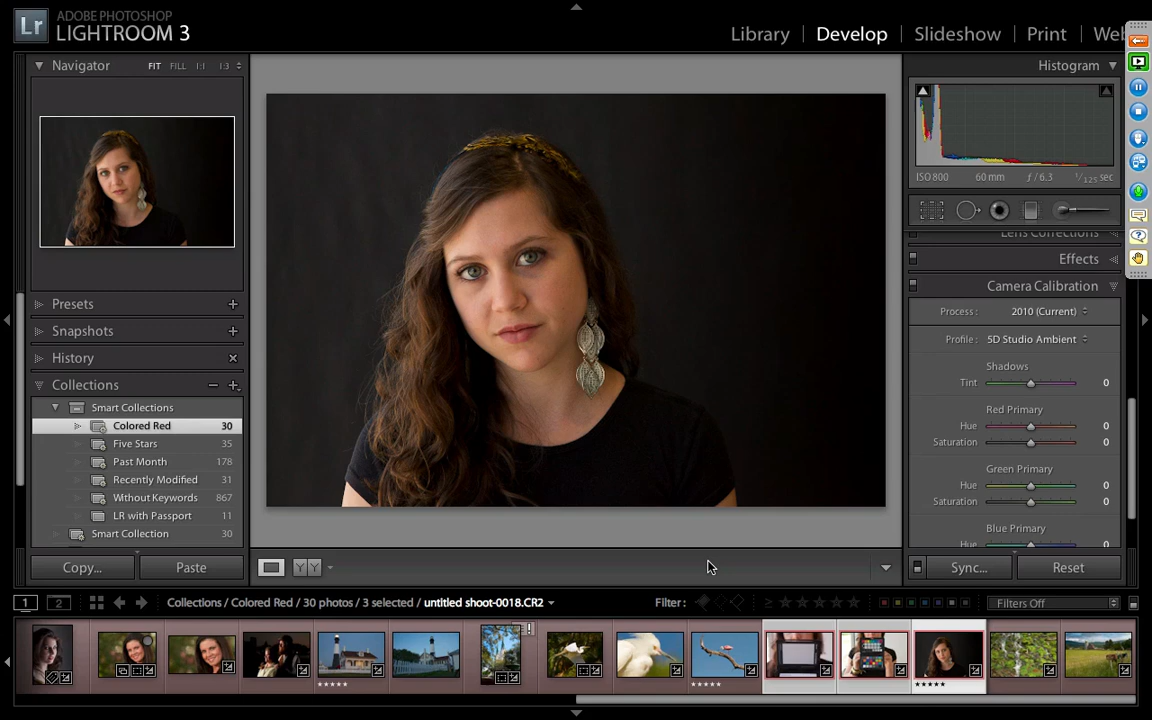 Lr
ADOBE PHOTOSHOP
LIGHTROOM 3
Library | Develop | Slideshow | Print | Web
Navigator FIT FILL 1:1 1:3
Histogram
ISO 800 60 mm ƒ / 6.3 1/125 sec
Lens Corrections
Effects
Camera Calibration
Process : 2010 (Current)
Profile : 5D Studio Ambient
Shadows
Tint 0
Red Primary
Hue 0
Saturation 0
Green Primary
Hue 0
Saturation 0
Blue Primary
Hue 0
Presets
Snapshots
History
Collections
Smart Collections
Colored Red 30
Five Stars 35
Past Month 178
Recently Modified 31
Without Keywords 867
LR with Passport 11
Smart Collection 30
Copy... Paste
Y Y
Sync... Reset
1 2 Collections / Colored Red / 30 photos / 3 selected / untitled shoot-0018.CR2 Filter : Filters Off